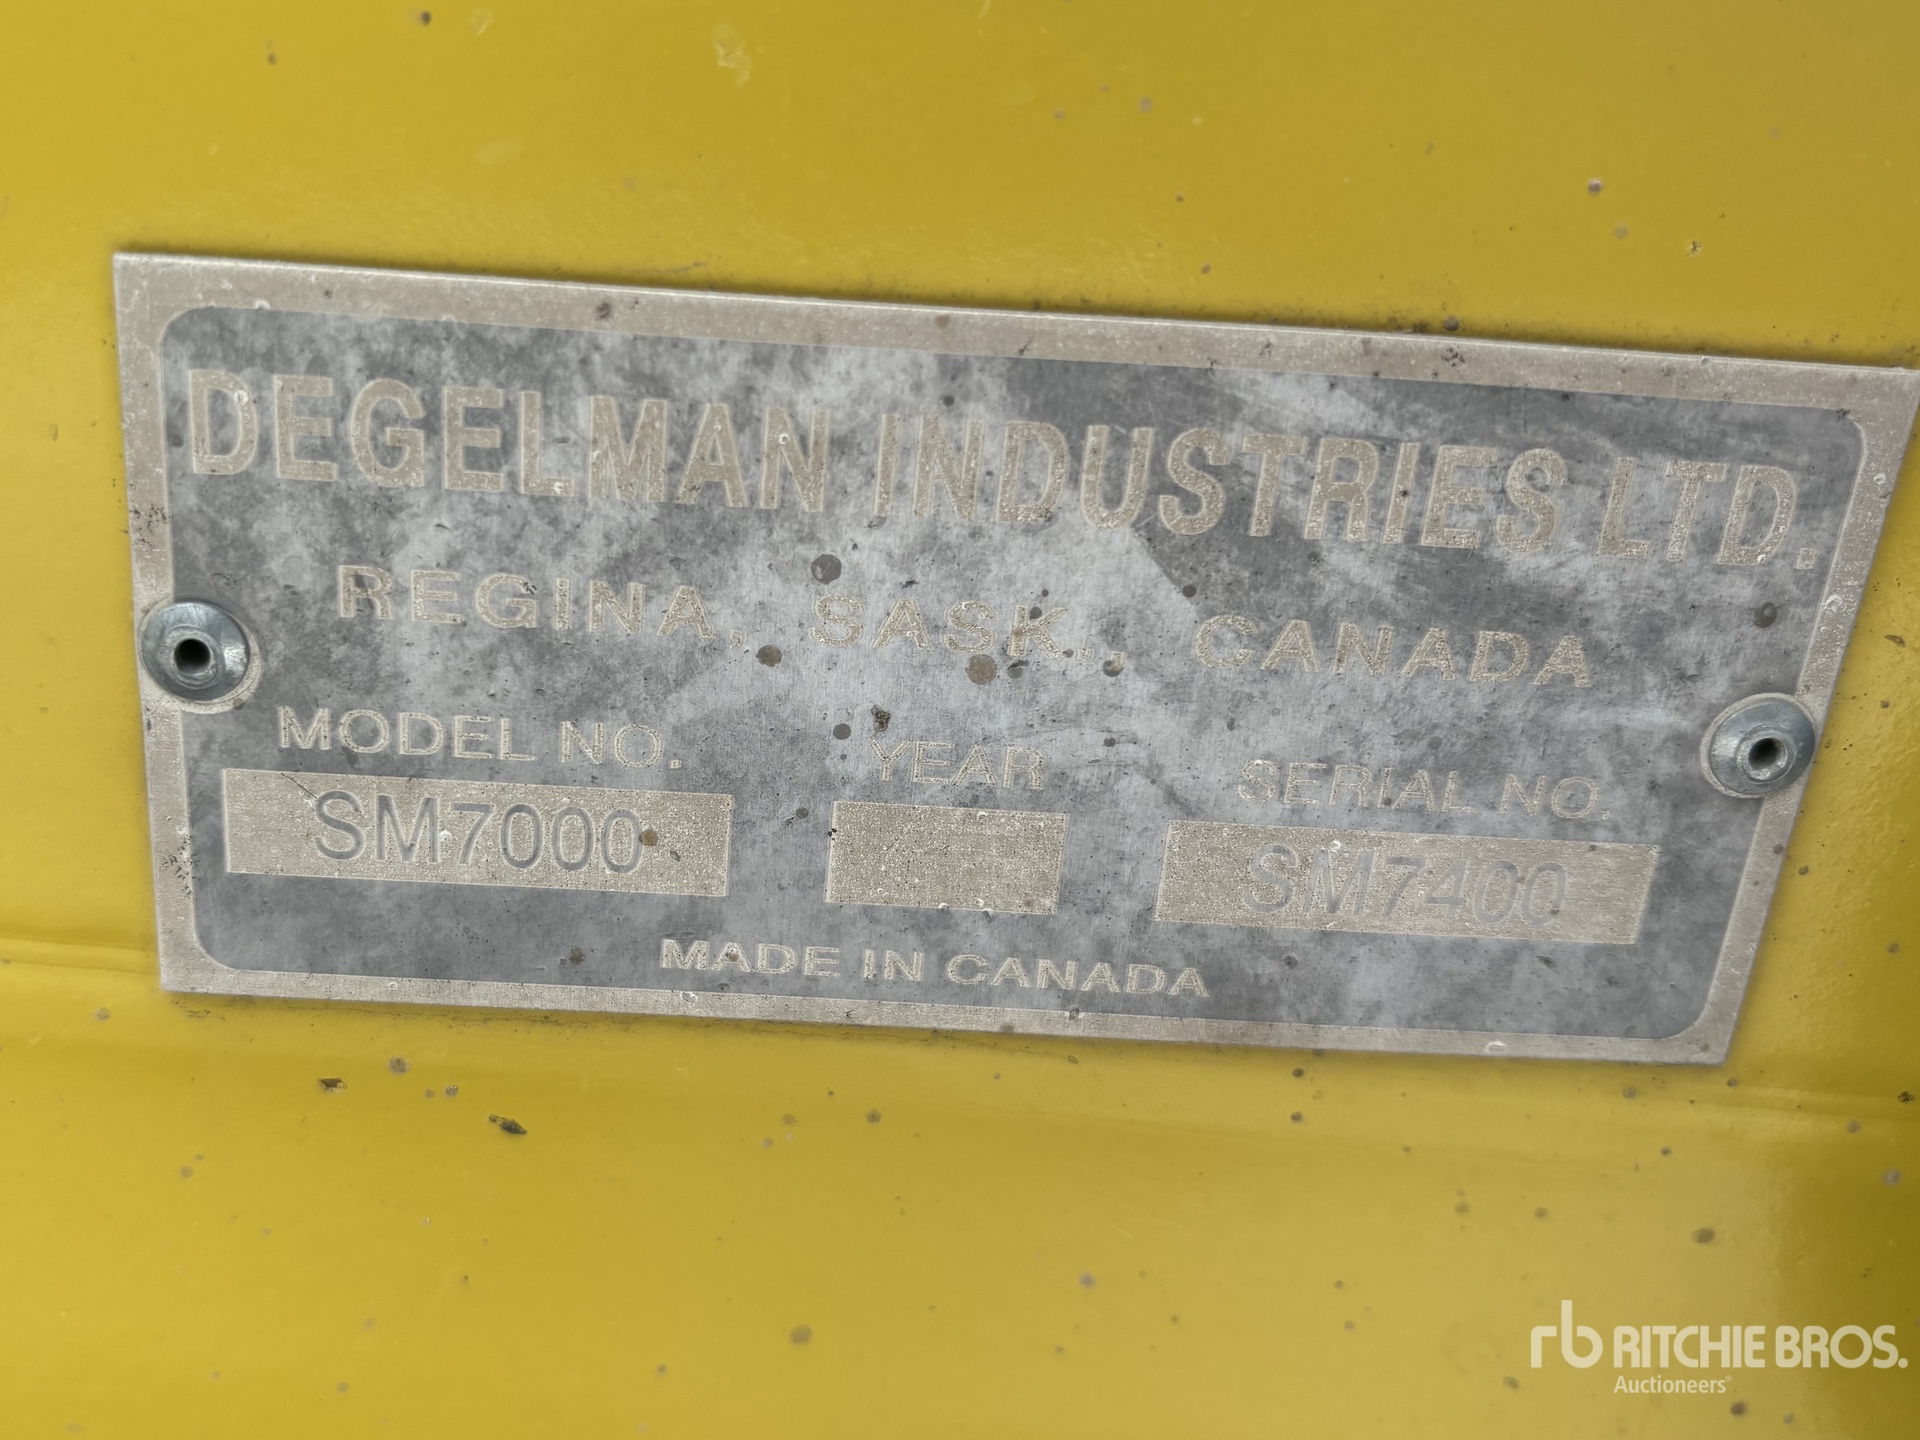 DEGELMAN INDUSTRIES LTD.
REGINA, SASK., CANADA
MODEL NO. YEAR SERIAL NO.
SM7000 SM7400
MADE IN CANADA
rb RITCHIE BROS.
Auctioneers